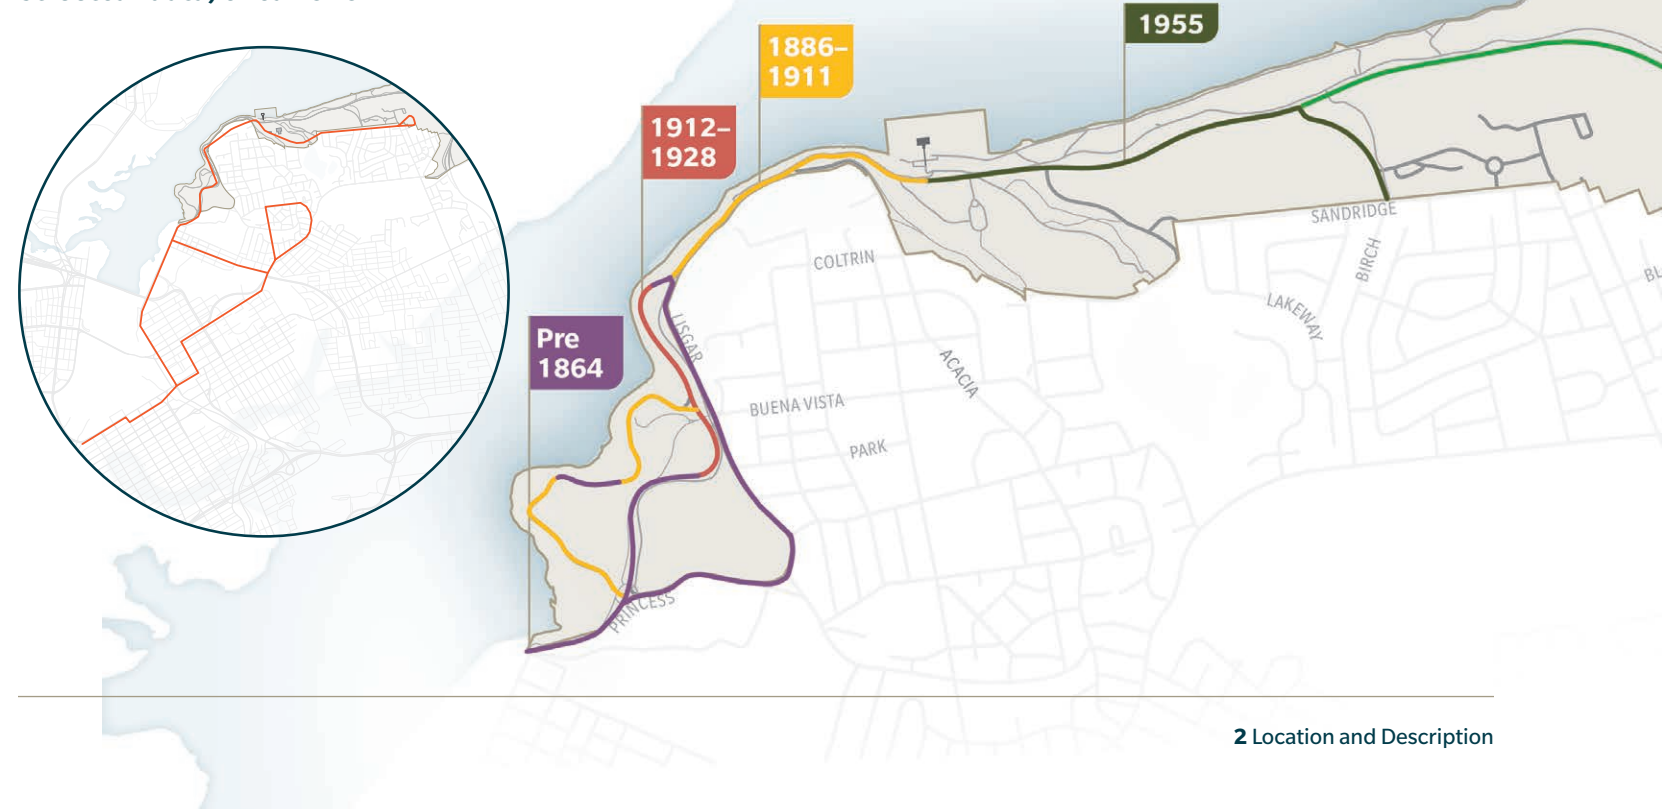 1955
1886–
1911
1912–
1928
Pre
1864
SANDRIDGE
BIRCH
COLTRIN
LAKEWAY
LISGAR
ACACIA
BUENA VISTA
PARK
PRINCESS
2 Location and Description